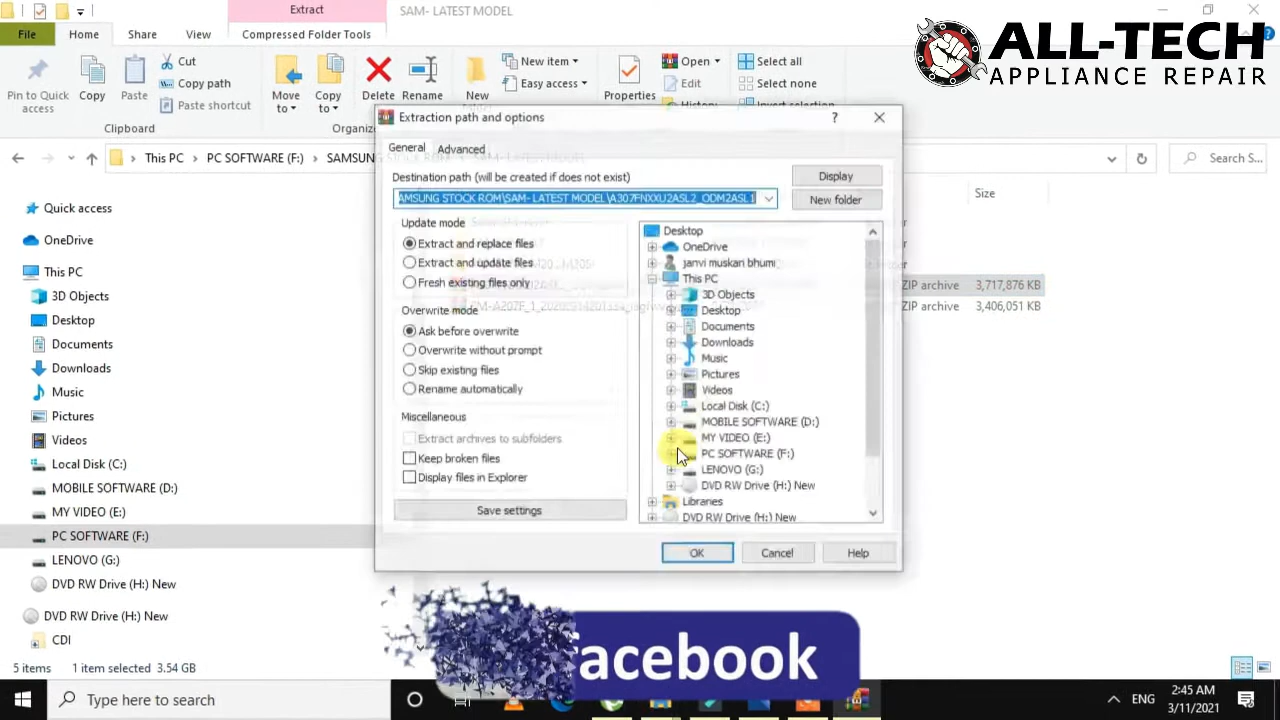 Extract
SAM- LATEST MODEL
File
Home
Share
View
Compressed Folder Tools
ALL-TECH
APPLIANCE REPAIR
Pin to Quick
access
Copy
Paste
Cut
Copy path
Paste shortcut
Move
to
Copy
to
Delete
Rename
New
New item
Easy access
Properties
Open
Edit
History
Select all
Select none
Invert selection
Clipboard
Organize
This PC
PC SOFTWARE (F:)
Search S...
Size
Quick access
OneDrive
This PC
3D Objects
Desktop
Documents
Downloads
Music
Pictures
Videos
Local Disk (C:)
MOBILE SOFTWARE (D:)
MY VIDEO (E:)
PC SOFTWARE (F:)
LENOVO (G:)
DVD RW Drive (H:) New
DVD RW Drive (H:) New
CDI
Extraction path and options
?
General
Advanced
Destination path (will be created if does not exist)
Display
AMSUNG STOCK ROM\SAM- LATEST MODEL\A307FNXXU2ASL2_ODM2ASL1
New folder
Update mode
Extract and replace files
Extract and update files
Fresh existing files only
Overwrite mode
Ask before overwrite
Overwrite without prompt
Skip existing files
Rename automatically
Miscellaneous
Extract archives to subfolders
Keep broken files
Display files in Explorer
Save settings
Desktop
OneDrive
janvi muskan bhumi
This PC
3D Objects
Desktop
Documents
Downloads
Music
Pictures
Videos
Local Disk (C:)
MOBILE SOFTWARE (D:)
MY VIDEO (E:)
PC SOFTWARE (F:)
LENOVO (G:)
DVD RW Drive (H:) New
Libraries
DVD RW Drive (H:) New
OK
Cancel
Help
ZIP archive 3,717,876 KB
ZIP archive 3,406,051 KB
facebook
5 items 1 item selected 3.54 GB
Type here to search
ENG
2:45 AM
3/11/2021